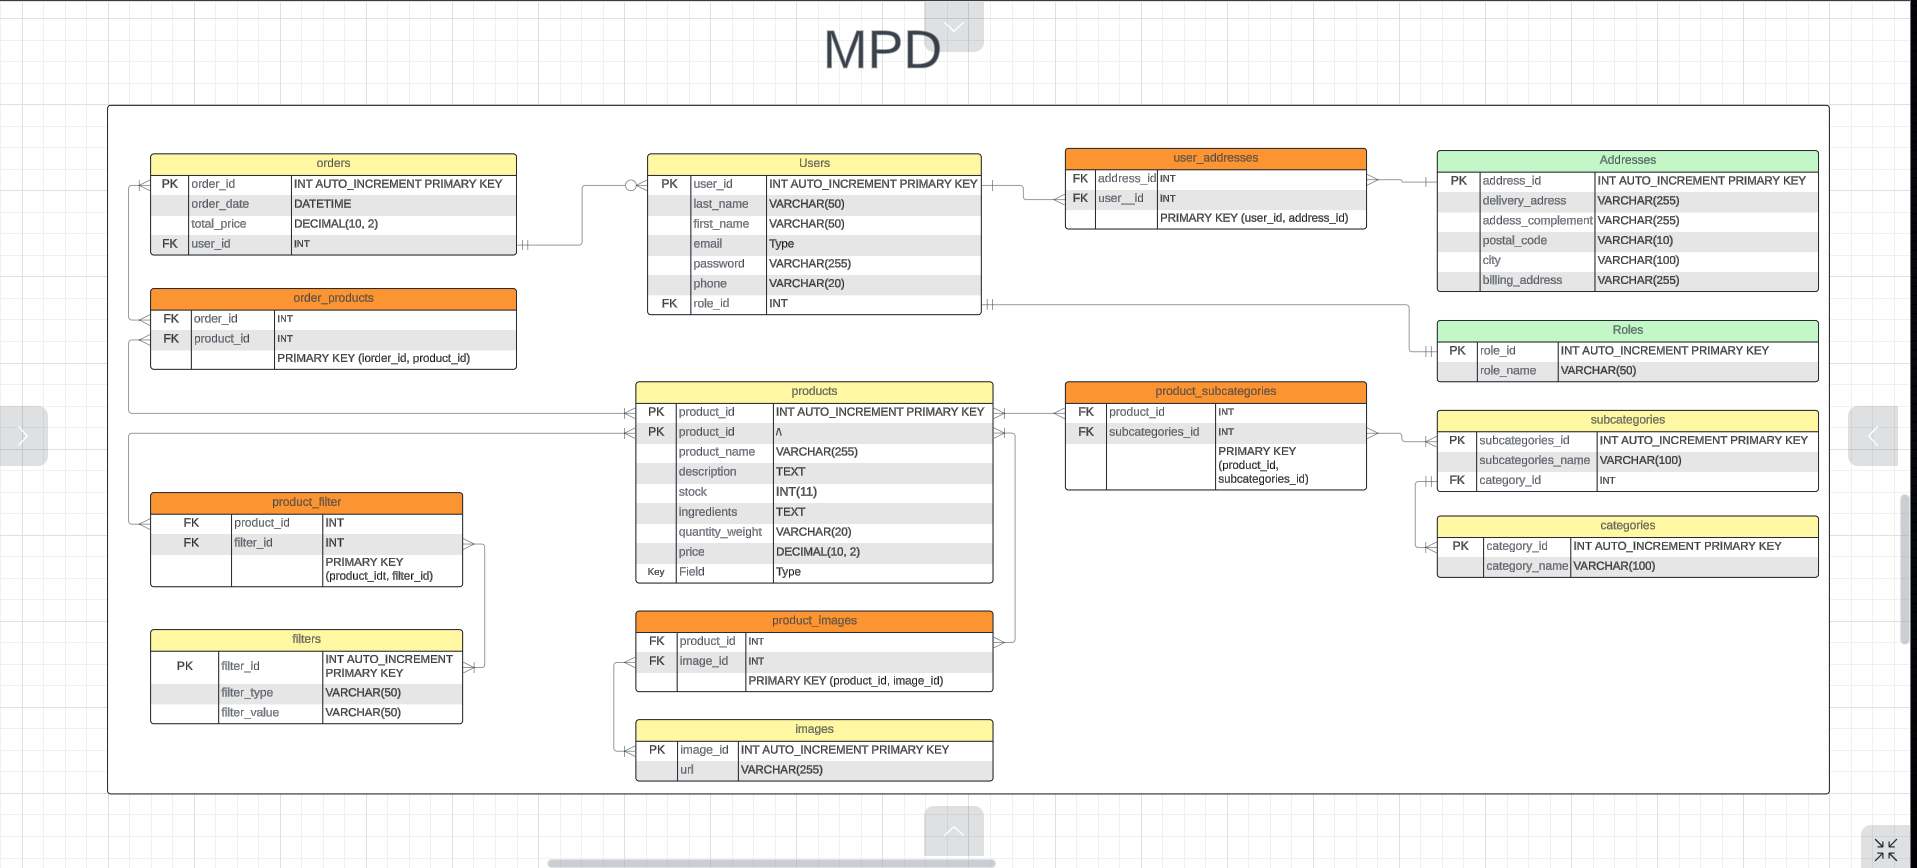 MPD
orders
PK order_id INT AUTO_INCREMENT PRIMARY KEY
order_date DATETIME
total_price DECIMAL(10, 2)
FK user_id INT
order_products
FK order_id INT
FK product_id INT
PRIMARY KEY (iorder_id, product_id)
Users
PK user_id INT AUTO_INCREMENT PRIMARY KEY
last_name VARCHAR(50)
first_name VARCHAR(50)
email Type
password VARCHAR(255)
phone VARCHAR(20)
FK role_id INT
user_addresses
FK address_id INT
FK user__id INT
PRIMARY KEY (user_id, address_id)
Addresses
PK address_id INT AUTO_INCREMENT PRIMARY KEY
delivery_adress VARCHAR(255)
addess_complement VARCHAR(255)
postal_code VARCHAR(10)
city VARCHAR(100)
billing_address VARCHAR(255)
Roles
PK role_id INT AUTO_INCREMENT PRIMARY KEY
role_name VARCHAR(50)
products
PK product_id INT AUTO_INCREMENT PRIMARY KEY
PK product_id /\
product_name VARCHAR(255)
description TEXT
stock INT(11)
ingredients TEXT
quantity_weight VARCHAR(20)
price DECIMAL(10, 2)
Key Field Type
product_subcategories
FK product_id INT
FK subcategories_id INT
PRIMARY KEY
(product_id,
subcategories_id)
subcategories
PK subcategories_id INT AUTO_INCREMENT PRIMARY KEY
subcategories_name VARCHAR(100)
FK category_id INT
categories
PK category_id INT AUTO_INCREMENT PRIMARY KEY
category_name VARCHAR(100)
product_filter
FK product_id INT
FK filter_id INT
PRIMARY KEY
(product_idt, filter_id)
filters
PK filter_id INT AUTO_INCREMENT
PRIMARY KEY
filter_type VARCHAR(50)
filter_value VARCHAR(50)
product_images
FK product_id INT
FK image_id INT
PRIMARY KEY (product_id, image_id)
images
PK image_id INT AUTO_INCREMENT PRIMARY KEY
url VARCHAR(255)